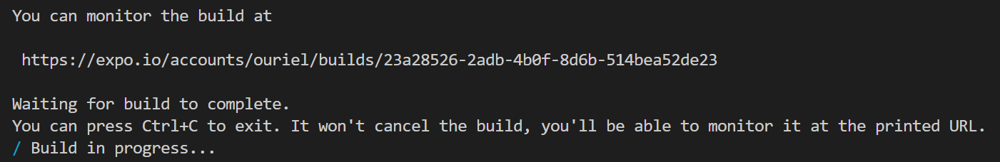 You can monitor the build at
https://expo.io/accounts/ouriel/builds/23a28526-2adb-4b0f-8d6b-514bea52de23
Waiting for build to complete.
You can press Ctrl+C to exit. It won't cancel the build, you'll be able to monitor it at the printed URL.
/ Build in progress...